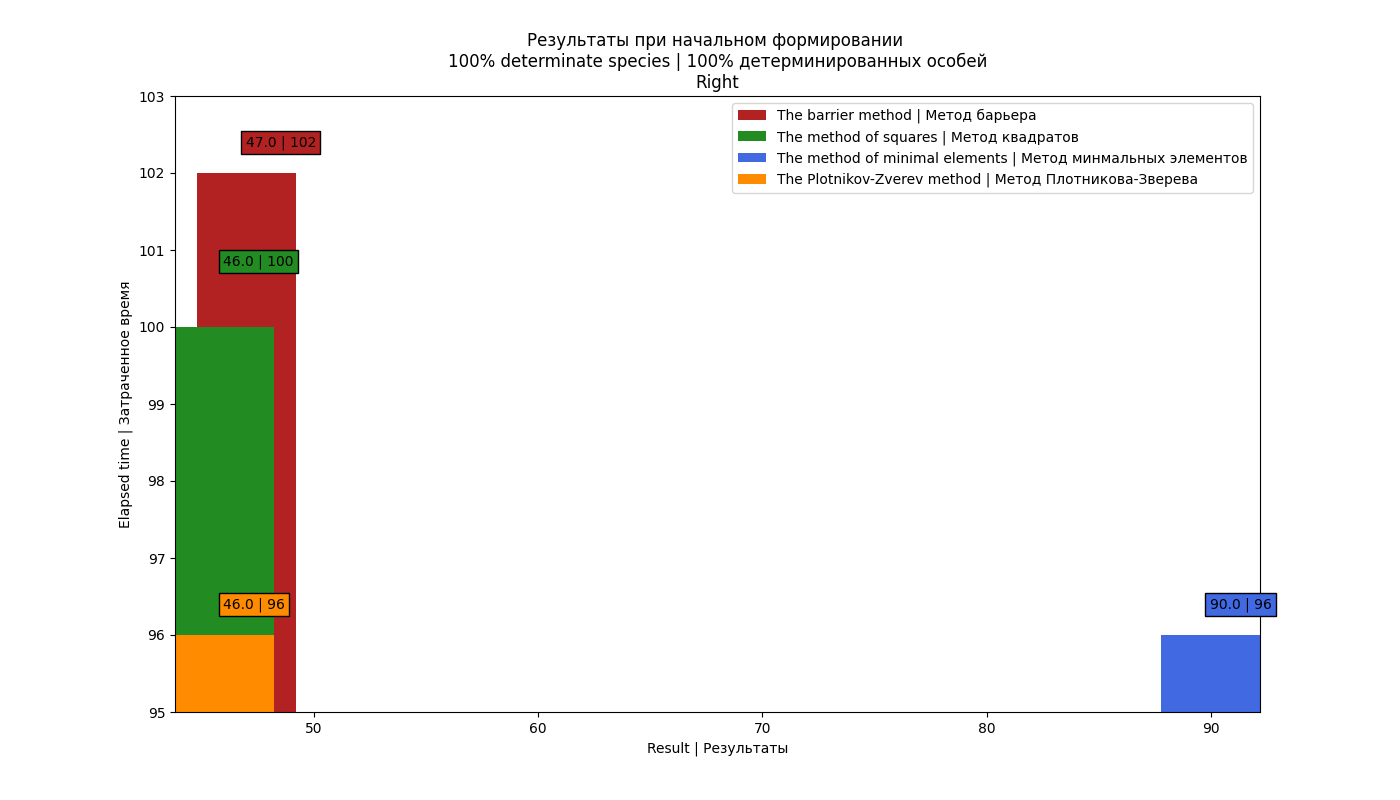 Результаты при начальном формировании
100% determinate species | 100% детерминированных особей
Right
The barrier method | Метод барьера
The method of squares | Метод квадратов
The method of minimal elements | Метод минмальных элементов
The Plotnikov-Zverev method | Метод Плотникова-Зверева
47.0 | 102
46.0 | 100
46.0 | 96
90.0 | 96
103
102
101
100
99
98
97
96
95
Elapsed time | Затраченное время
50
60
70
80
90
Result | Результаты